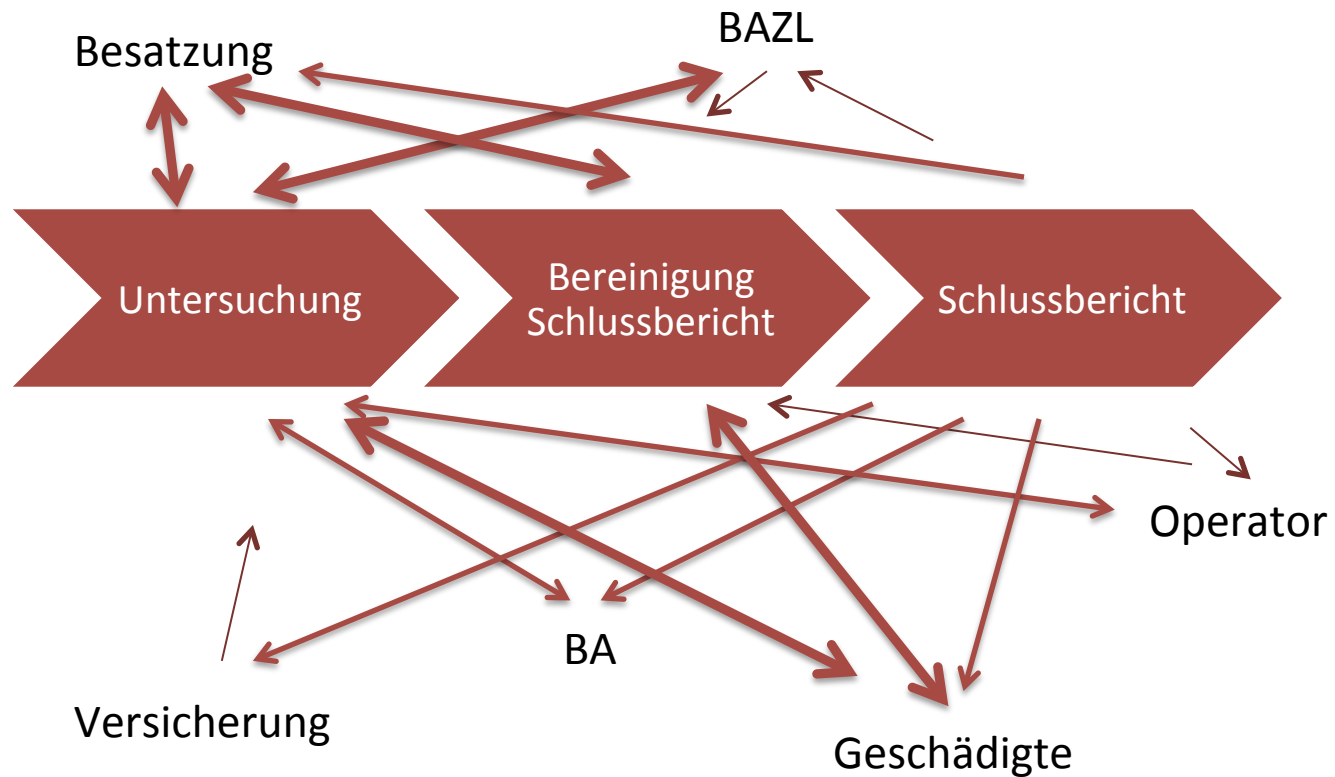 Besatzung
BAZL
Untersuchung
Bereinigung
Schlussbericht
Schlussbericht
Operator
BA
Versicherung
Geschädigte